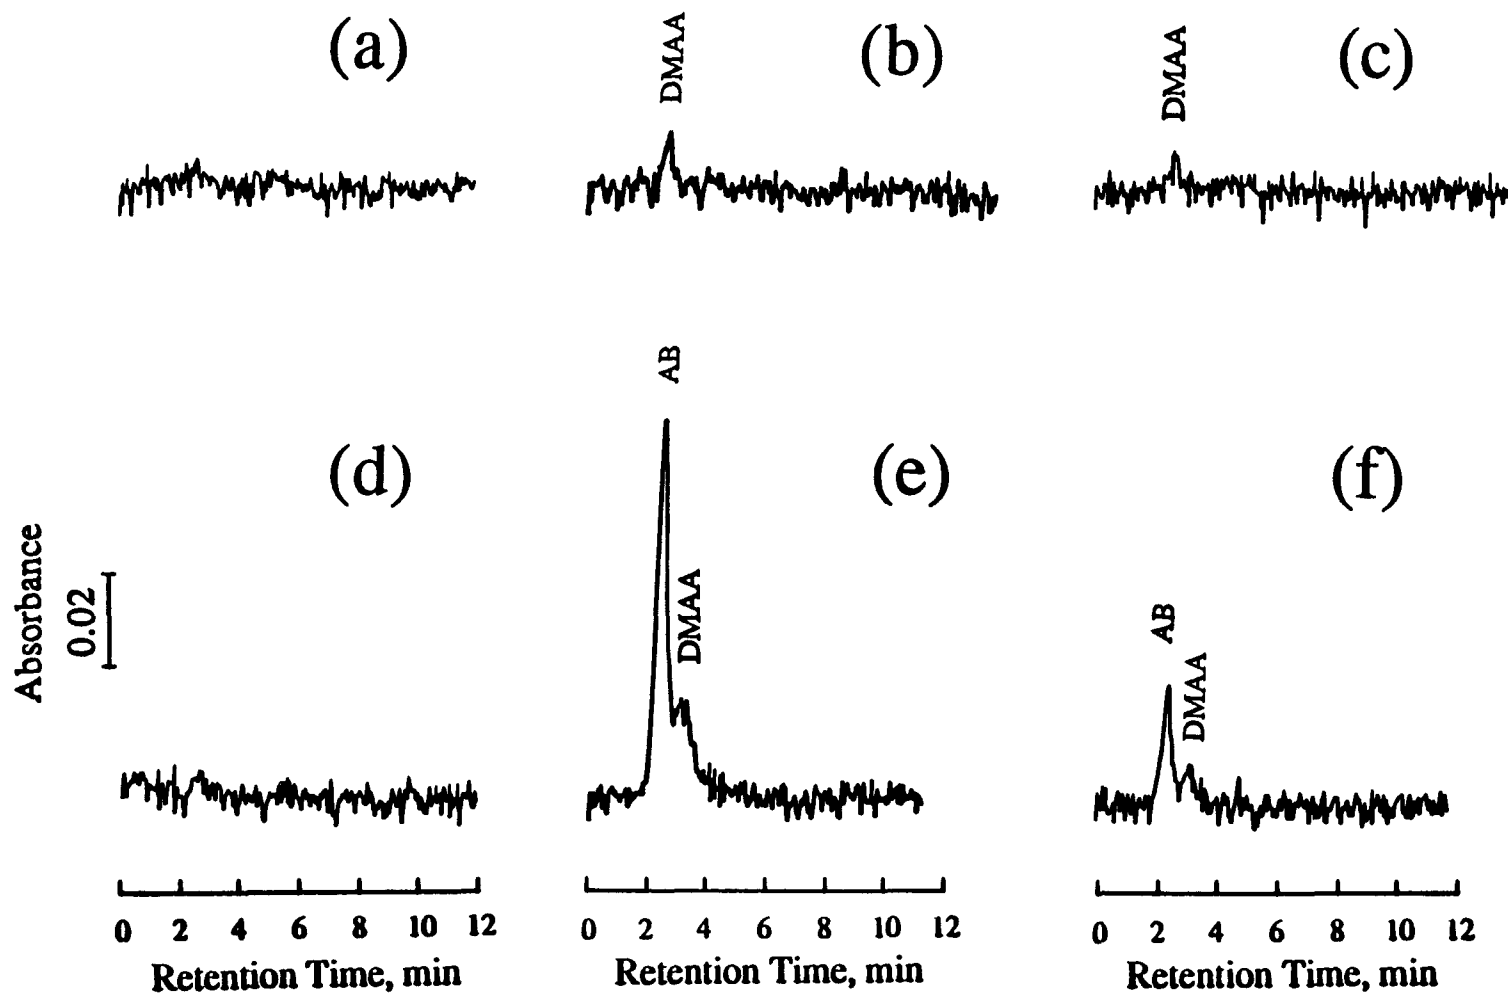 (a)
DMAA
(b)
DMAA
(c)
AB
(d)
DMAA
(e)
AB
DMAA
(f)
Absorbance
0.02
0 2 4 6 8 10 12
Retention Time, min
0 2 4 6 8 10 12
Retention Time, min
0 2 4 6 8 10 12
Retention Time, min